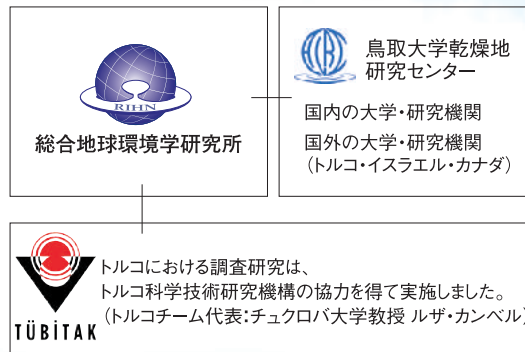 RIHN
総合地球環境学研究所
鳥取大学乾燥地
研究センター
国内の大学・研究機関
国外の大学・研究機関
（トルコ・イスラエル・カナダ）
TÜBİTAK
トルコにおける調査研究は、
トルコ科学技術研究機構の協力を得て実施しました。
（トルコチーム代表：チュクロバ大学教授 ルザ・カンベル）